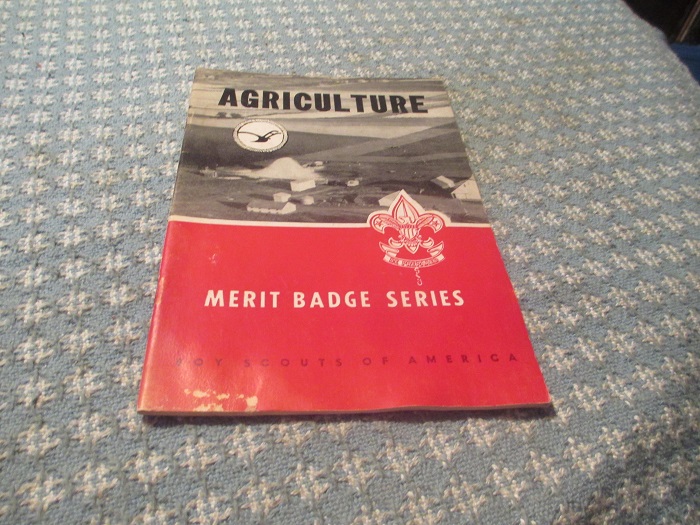 AGRICULTURE
MERIT BADGE SERIES
BOY SCOUTS OF AMERICA